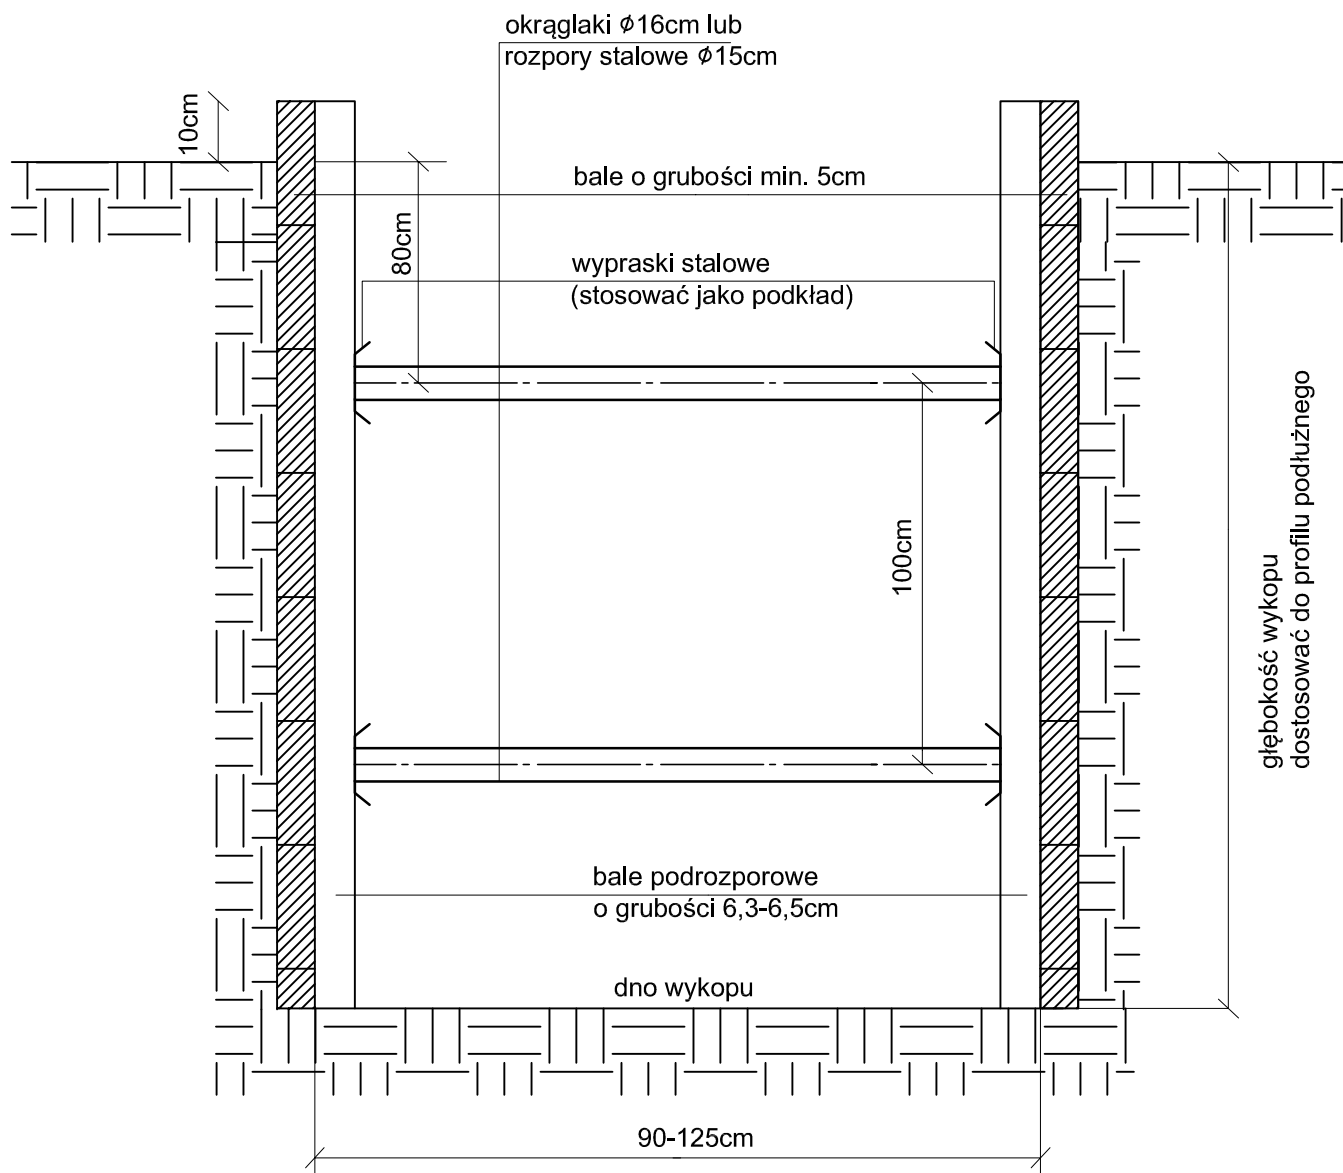 okrąglaki ϕ16cm lub
rozpory stalowe ϕ15cm
10cm
bale o grubości min. 5cm
80cm
wypraski stalowe
(stosować jako podkład)
100cm
głębokość wykopu
dostosować do profilu podłużnego
bale podrozporowe
o grubości 6,3-6,5cm
dno wykopu
90-125cm